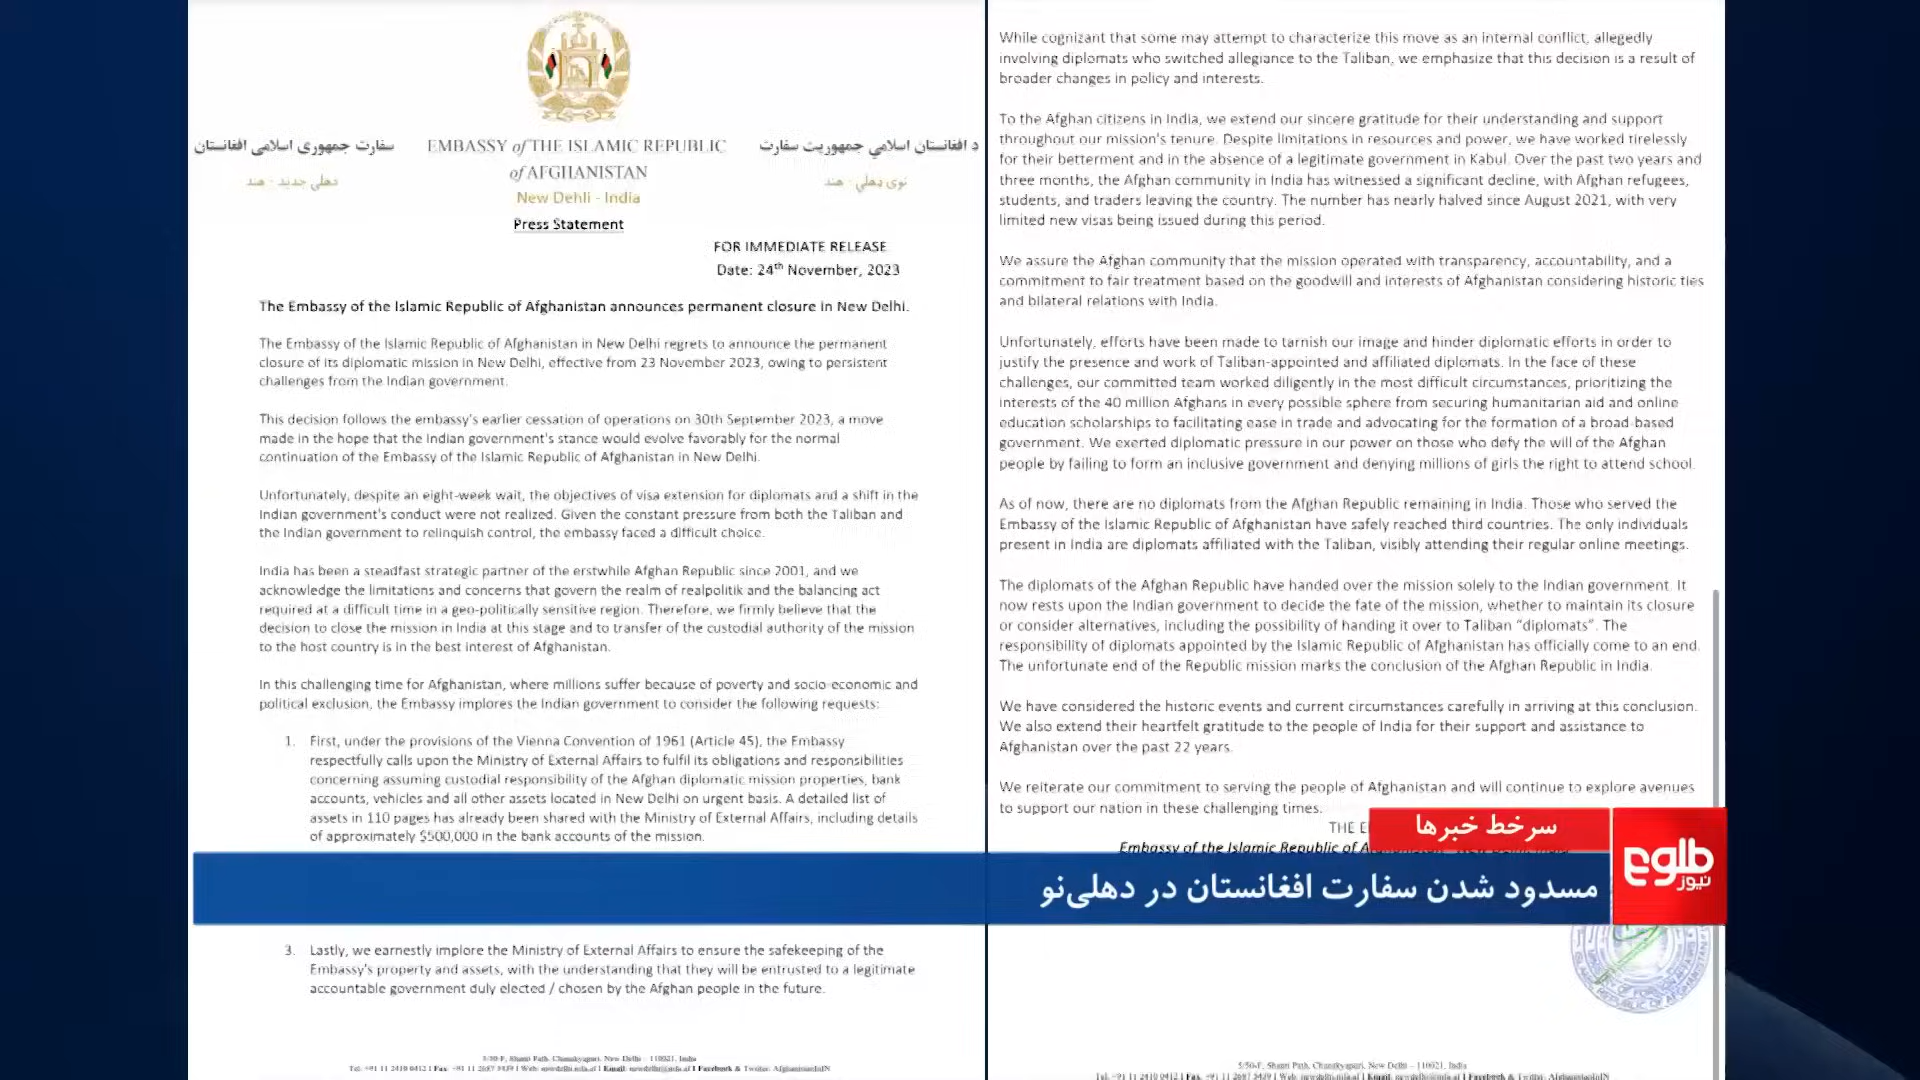 سفارت جمهوری اسلامی افغانستان
دهلی جدید - هند
EMBASSY of THE ISLAMIC REPUBLIC
of AFGHANISTAN
New Dehli - India
د افغانستان اسلامي جمهوریت سفارت
نوی دهلي - هند
Press Statement
FOR IMMEDIATE RELEASE
Date: 24th November, 2023
The Embassy of the Islamic Republic of Afghanistan announces permanent closure in New Delhi.
The Embassy of the Islamic Republic of Afghanistan in New Delhi regrets to announce the permanent
closure of its diplomatic mission in New Delhi, effective from 23 November 2023, owing to persistent
challenges from the Indian government.
This decision follows the embassy's earlier cessation of operations on 30th September 2023, a move
made in the hope that the Indian government's stance would evolve favorably for the normal
continuation of the Embassy of the Islamic Republic of Afghanistan in New Delhi.
Unfortunately, despite an eight-week wait, the objectives of visa extension for diplomats and a shift in the
Indian government's conduct were not realized. Given the constant pressure from both the Taliban and
the Indian government to relinquish control, the embassy faced a difficult choice.
India has been a steadfast strategic partner of the erstwhile Afghan Republic since 2001, and we
acknowledge the limitations and concerns that govern the realm of realpolitik and the balancing act
required at a difficult time in a geo-politically sensitive region. Therefore, we firmly believe that the
decision to close the mission in India at this stage and to transfer of the custodial authority of the mission
to the host country is in the best interest of Afghanistan.
In this challenging time for Afghanistan, where millions suffer because of poverty and socio-economic and
political exclusion, the Embassy implores the Indian government to consider the following requests:
1. First, under the provisions of the Vienna Convention of 1961 (Article 45), the Embassy
respectfully calls upon the Ministry of External Affairs to fulfil its obligations and responsibilities
concerning assuming custodial responsibility of the Afghan diplomatic mission properties, bank
accounts, vehicles and all other assets located in New Delhi on urgent basis. A detailed list of
assets in 110 pages has already been shared with the Ministry of External Affairs, including details
of approximately $500,000 in the bank accounts of the mission.
3. Lastly, we earnestly implore the Ministry of External Affairs to ensure the safekeeping of the
Embassy's property and assets, with the understanding that they will be entrusted to a legitimate
accountable government duly elected / chosen by the Afghan people in the future.
5/50-F, Shanti Path, Chanakyapuri, New Delhi – 110021, India
While cognizant that some may attempt to characterize this move as an internal conflict, allegedly
involving diplomats who switched allegiance to the Taliban, we emphasize that this decision is a result of
broader changes in policy and interests.
To the Afghan citizens in India, we extend our sincere gratitude for their understanding and support
throughout our mission's tenure. Despite limitations in resources and power, we have worked tirelessly
for their betterment and in the absence of a legitimate government in Kabul. Over the past two years and
three months, the Afghan community in India has witnessed a significant decline, with Afghan refugees,
students, and traders leaving the country. The number has nearly halved since August 2021, with very
limited new visas being issued during this period.
We assure the Afghan community that the mission operated with transparency, accountability, and a
commitment to fair treatment based on the goodwill and interests of Afghanistan considering historic ties
and bilateral relations with India.
Unfortunately, efforts have been made to tarnish our image and hinder diplomatic efforts in order to
justify the presence and work of Taliban-appointed and affiliated diplomats. In the face of these
challenges, our committed team worked diligently in the most difficult circumstances, prioritizing the
interests of the 40 million Afghans in every possible sphere from securing humanitarian aid and online
education scholarships to facilitating ease in trade and advocating for the formation of a broad-based
government. We exerted diplomatic pressure in our power on those who defy the will of the Afghan
people by failing to form an inclusive government and denying millions of girls the right to attend school.
As of now, there are no diplomats from the Afghan Republic remaining in India. Those who served the
Embassy of the Islamic Republic of Afghanistan have safely reached third countries. The only individuals
present in India are diplomats affiliated with the Taliban, visibly attending their regular online meetings.
The diplomats of the Afghan Republic have handed over the mission solely to the Indian government. It
now rests upon the Indian government to decide the fate of the mission, whether to maintain its closure
or consider alternatives, including the possibility of handing it over to Taliban “diplomats”. The
responsibility of diplomats appointed by the Islamic Republic of Afghanistan has officially come to an end.
The unfortunate end of the Republic mission marks the conclusion of the Afghan Republic in India.
We have considered the historic events and current circumstances carefully in arriving at this conclusion.
We also extend their heartfelt gratitude to the people of India for their support and assistance to
Afghanistan over the past 22 years.
We reiterate our commitment to serving the people of Afghanistan and will continue to explore avenues
to support our nation in these challenging times.
THE
Embassy of the Islamic Republic of
5/50-F, Shanti Path, Chanakyapuri, New Delhi – 110021, India
سرخط خبرها
مسدود شدن سفارت افغانستان در دهلی‌نو
طلوع
نیوز